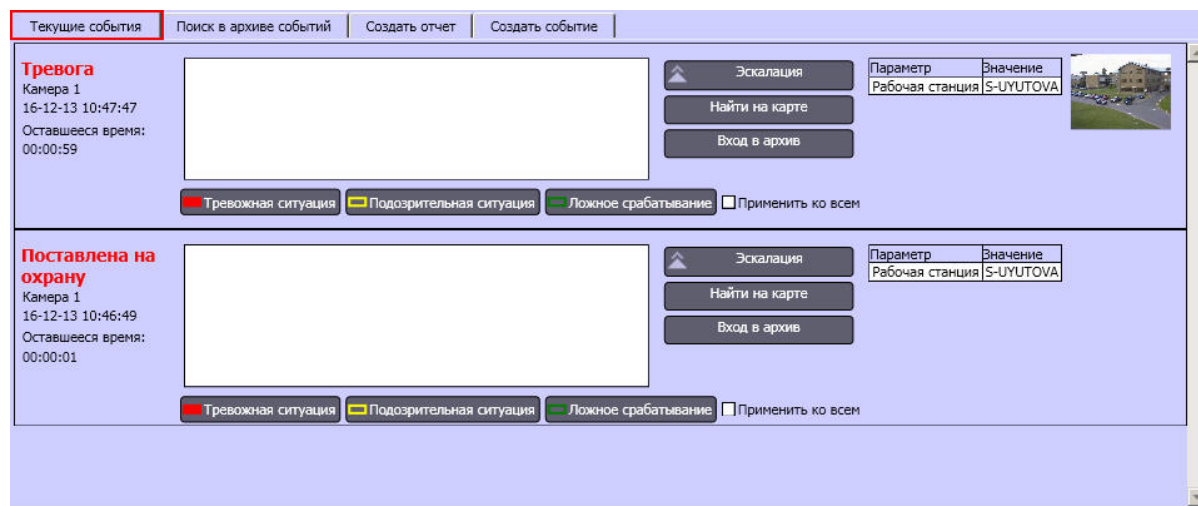 Текущие события
Поиск в архиве событий
Создать отчет
Создать событие
Тревога
Камера 1
16-12-13 10:47:47
Оставшееся время:
00:00:59
Эскалация
Найти на карте
Вход в архив
Параметр Значение
Рабочая станция S-UYUTOVA
Тревожная ситуация
Подозрительная ситуация
Ложное срабатывание
Применить ко всем
Поставлена на
охрану
Камера 1
16-12-13 10:46:49
Оставшееся время:
00:00:01
Эскалация
Найти на карте
Вход в архив
Параметр Значение
Рабочая станция S-UYUTOVA
Тревожная ситуация
Подозрительная ситуация
Ложное срабатывание
Применить ко всем